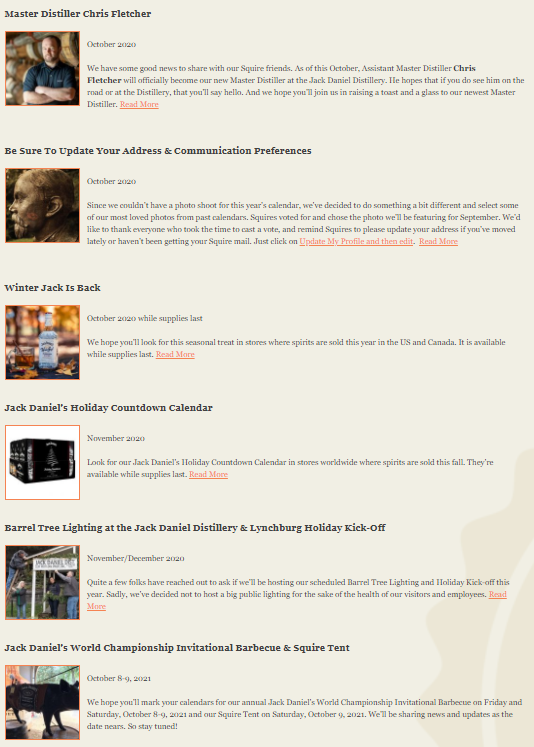 Master Distiller Chris Fletcher
October 2020
We have some good news to share with our Squire friends. As of this October, Assistant Master Distiller Chris
Fletcher will officially become our new Master Distiller at the Jack Daniel Distillery. He hopes that if you do see him on the
road or at the Distillery, that you'll say hello. And we hope you'll join us in raising a toast and a glass to our newest Master
Distiller. Read More
Be Sure To Update Your Address & Communication Preferences
October 2020
Since we couldn't have a photo shoot for this year's calendar, we've decided to do something a bit different and select some
of our most loved photos from past calendars. Squires voted for and chose the photo we'll be featuring for September. We'd
like to thank everyone who took the time to cast a vote, and remind Squires to please update your address if you've moved
lately or haven't been getting your Squire mail. Just click on Update My Profile and then edit. Read More
Winter Jack Is Back
October 2020 while supplies last
We hope you'll look for this seasonal treat in stores where spirits are sold this year in the US and Canada. It is available
while supplies last. Read More
Jack Daniel's Holiday Countdown Calendar
November 2020
Look for our Jack Daniel's Holiday Countdown Calendar in stores worldwide where spirits are sold this fall. They're
available while supplies last. Read More
Barrel Tree Lighting at the Jack Daniel Distillery & Lynchburg Holiday Kick-Off
JACK DANIEL
November/December 2020
Quite a few folks have reached out to ask if we'll be hosting our scheduled Barrel Tree Lighting and Holiday Kick-off this
year. Sadly, we've decided not to host a big public lighting for the sake of the health of our visitors and employees. Read
More
Jack Daniel's World Championship Invitational Barbecue & Squire Tent
October 8-9, 2021
We hope you'll mark your calendars for our annual Jack Daniel's World Championship Invitational Barbecue on Friday and
Saturday, October 8-9, 2021 and our Squire Tent on Saturday, October 9, 2021. We'll be sharing news and updates as the
date nears. So stay tuned!